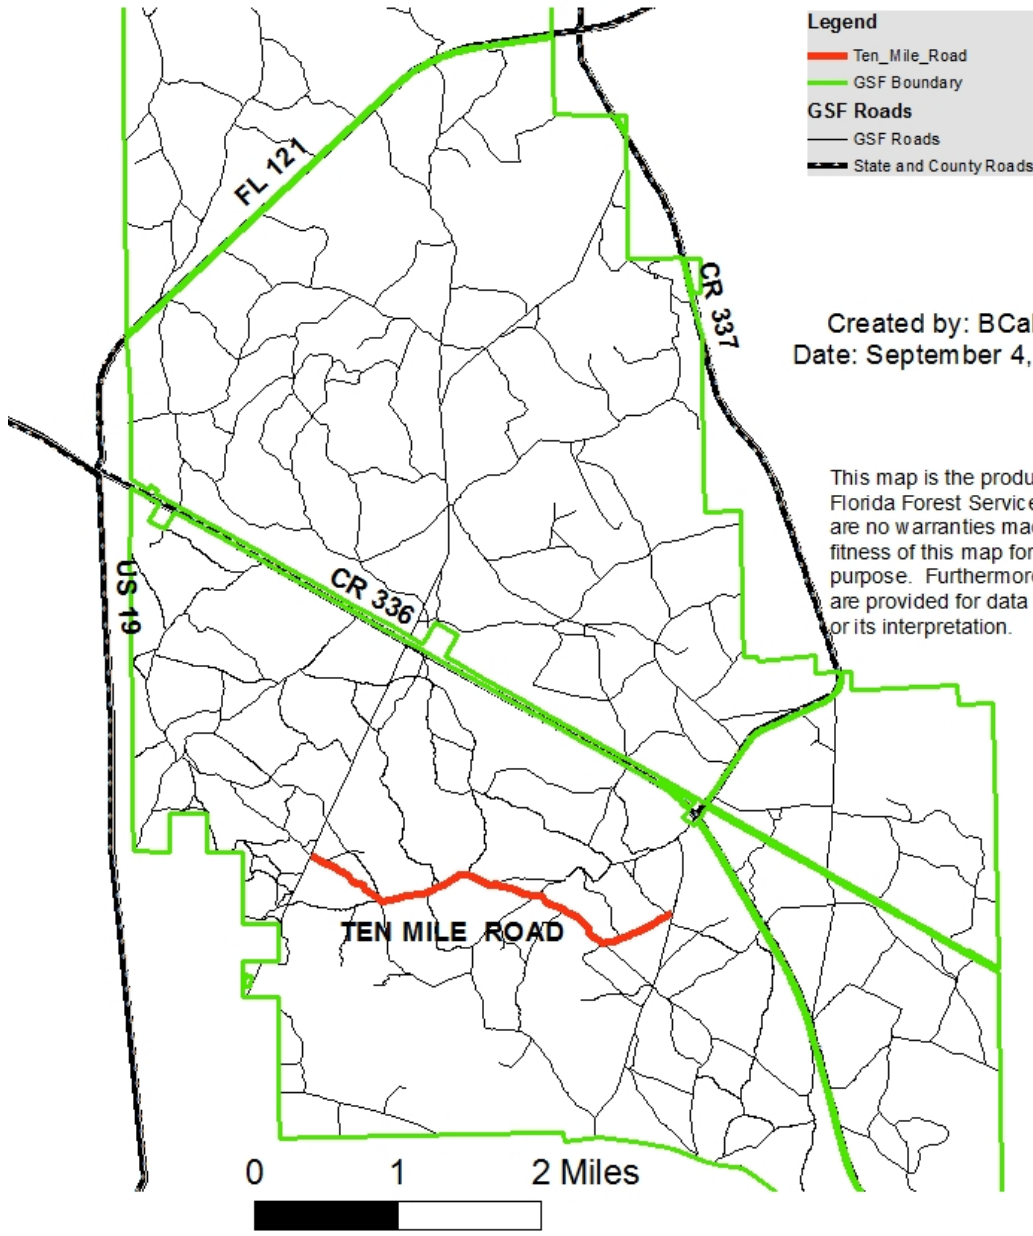 Legend
Ten_Mile_Road
GSF Boundary
GSF Roads
GSF Roads
State and County Roads
FL 121
CR 337
Created by: BCa
Date: September 4,
This map is the produ
Florida Forest Service
are no warranties ma
fitness of this map for
purpose. Furthermore
are provided for data
or its interpretation.
US 19
CR 336
TEN MILE ROAD
0 1 2 Miles